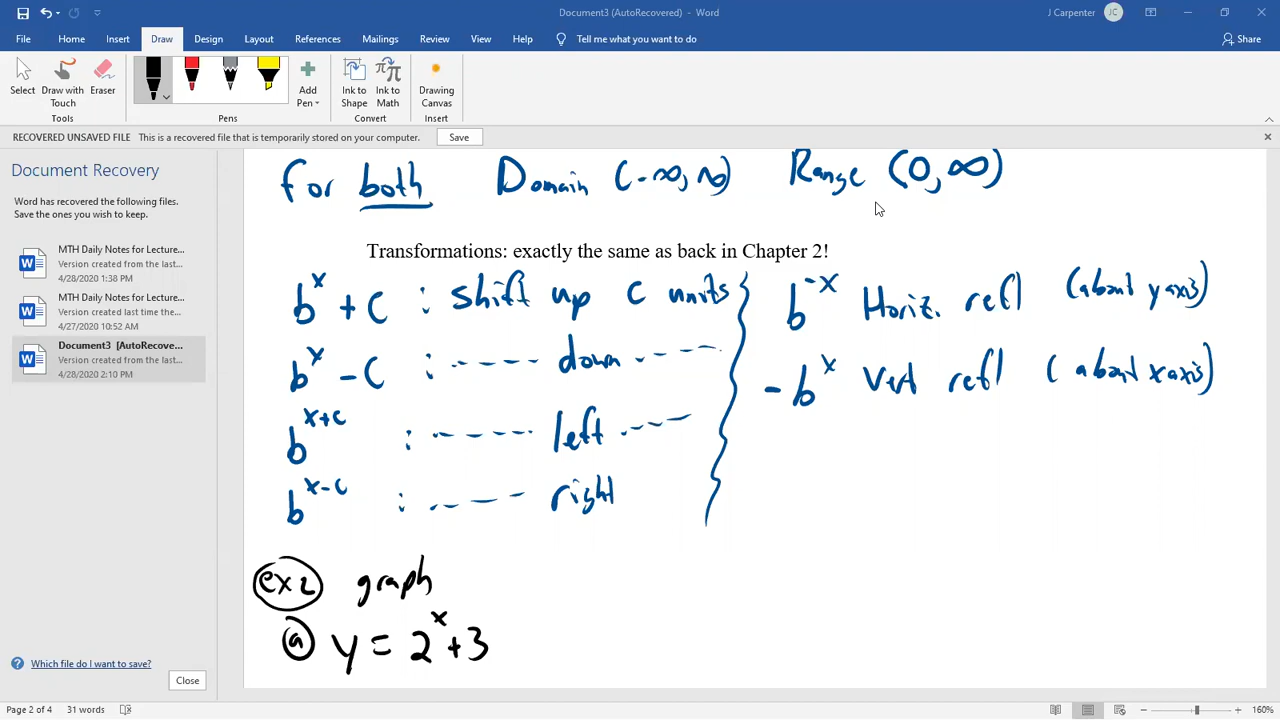 Document3 (AutoRecovered) - Word
J Carpenter JC
File Home Insert Draw Design Layout References Mailings Review View Help Tell me what you want to do Share
Select Draw with Touch Eraser Add Pen Ink to Shape Ink to Math Drawing Canvas
Tools Pens Convert Insert
RECOVERED UNSAVED FILE This is a recovered file that is temporarily stored on your computer. Save
Document Recovery
Word has recovered the following files.
Save the ones you wish to keep.
MTH Daily Notes for Lecture...
Version created from the last...
4/28/2020 1:38 PM
MTH Daily Notes for Lecture...
Version created last time the...
4/27/2020 10:52 AM
Document3 [AutoRecove...
Version created from the last...
4/28/2020 2:10 PM
Which file do I want to save?
Close
for both Domain (-∞,∞) Range (0,∞)
Transformations: exactly the same as back in Chapter 2!
b^x + C : shift up C units
b^x - C : ----- down -----
b^(x+c) : ----- left -----
b^(x-c) : ----- right
b^-x Horiz. refl (about y axis)
-b^x Vert refl (about x axis)
ex 2 graph
a y = 2^x + 3
Page 2 of 4 31 words 160%